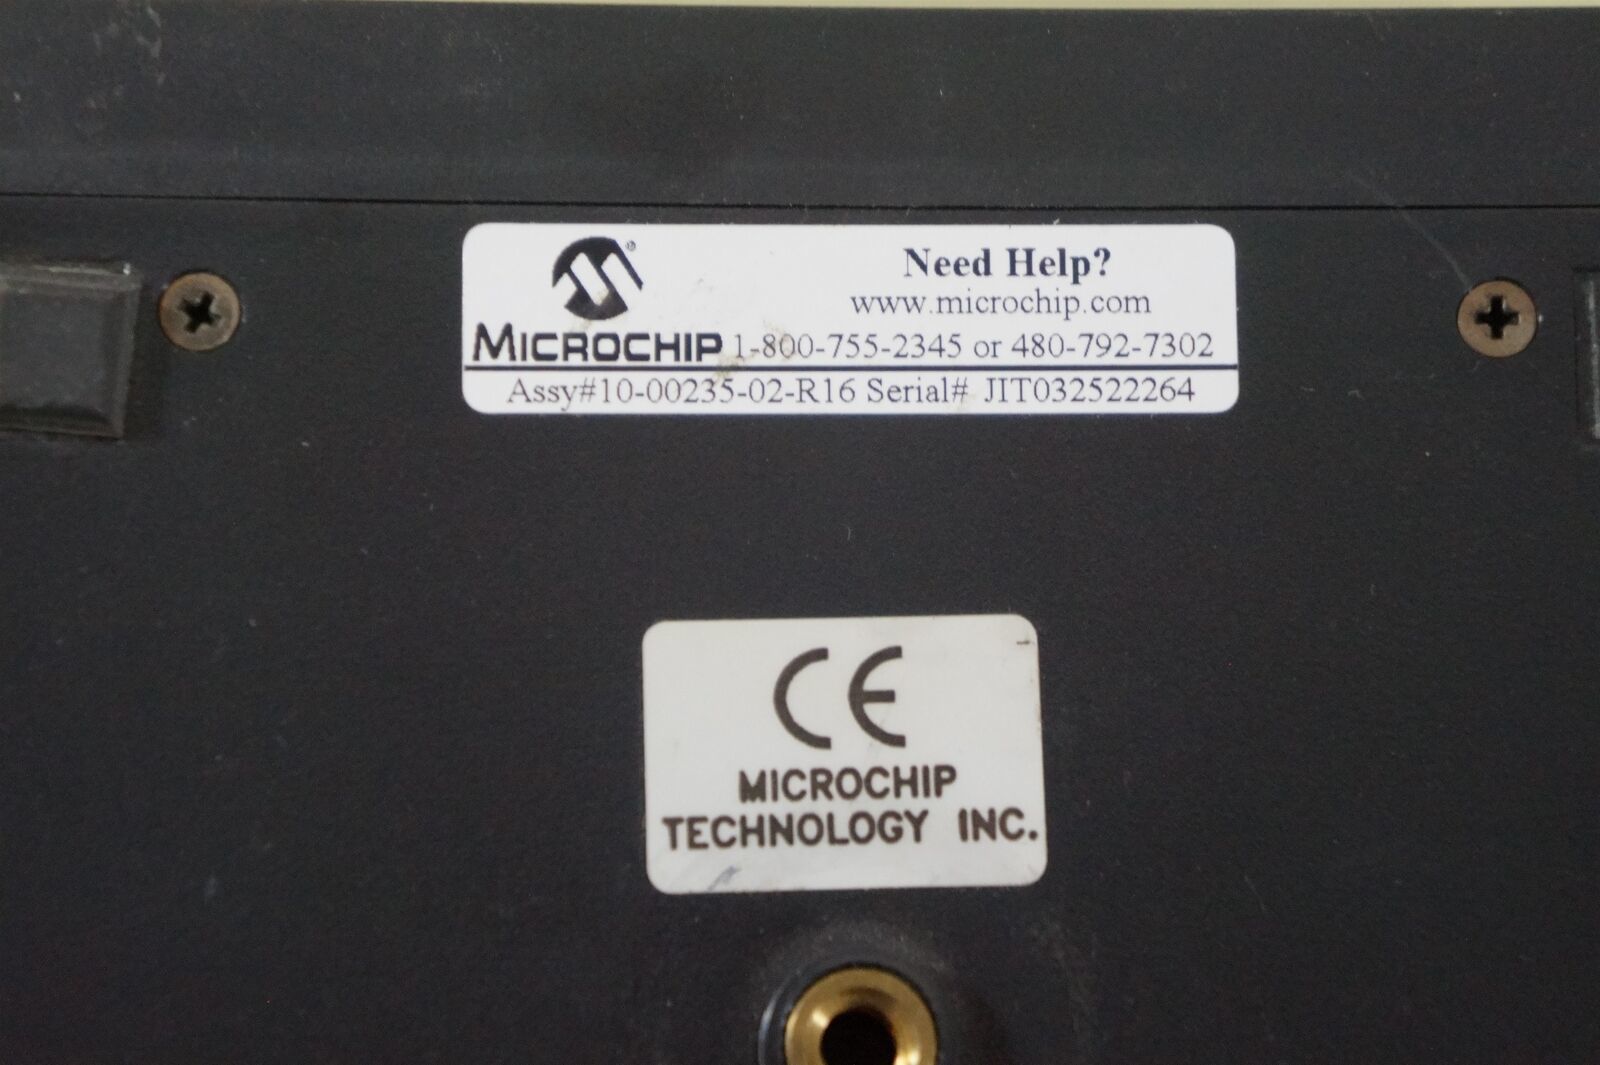 Need Help?
www.microchip.com
MICROCHIP 1-800-755-2345 or 480-792-7302
Assy#10-00235-02-R16 Serial# JIT032522264
CE
MICROCHIP
TECHNOLOGY INC.